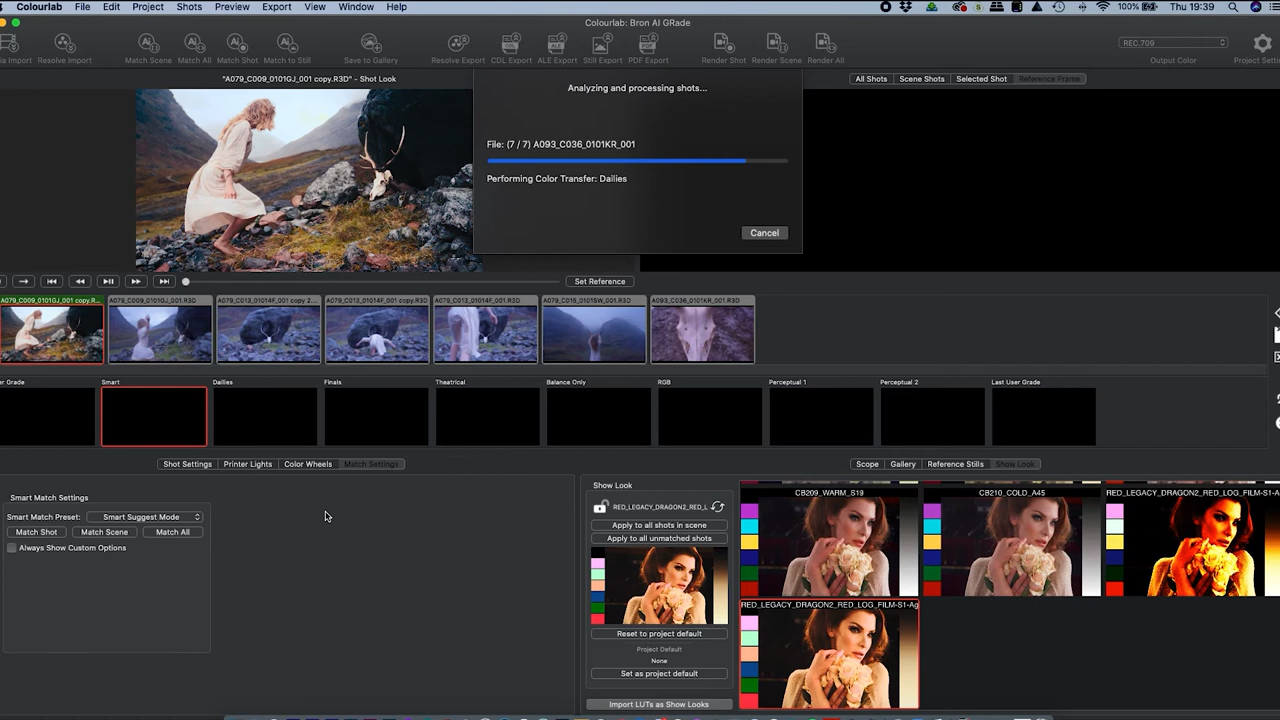 Colourlab File Edit Project Shots Preview Export View Window Help 100% Thu 19:39
Colourlab: Bron AI GRade
ia Import Resolve Import Match Scene Match All Match Shot Match to Still Save to Gallery Resolve Export CDL Export ALE Export Still Export PDF Export Render Shot Render Scene Render All
REC.709
Output Color Project Setti
"A079_C009_0101GJ_001 copy.R3D" - Shot Look
All Shots Scene Shots Selected Shot Reference Frame
Analyzing and processing shots...
File: (7 / 7) A093_C036_0101KR_001
Performing Color Transfer: Dailies
Cancel
Set Reference
A079_C009_0101GJ_001 copy.R... A079_C009_0101GJ_001.R3D A079_C013_01014F_001 copy 2... A079_C013_01014F_001 copy.R3D A079_C013_01014F_001.R3D A079_C015_0101SW_001.R3D A093_C036_0101KR_001.R3D
er Grade Smart Dailies Finals Theatrical Balance Only RGB Perceptual 1 Perceptual 2 Last User Grade
Shot Settings Printer Lights Color Wheels Match Settings
Scope Gallery Reference Stills Show Look
Smart Match Settings
Smart Match Preset: Smart Suggest Mode
Match Shot Match Scene Match All
Always Show Custom Options
Show Look
RED_LEGACY_DRAGON2_RED_L
Apply to all shots in scene
Apply to all unmatched shots
Reset to project default
Project Default
None
Set as project default
Import LUTs as Show Looks
CB209_WARM_S19 CB210_COLD_A45 RED_LEGACY_DRAGON2_RED_LOG_FILM-S1-A
RED_LEGACY_DRAGON2_RED_LOG_FILM-S1-Ag